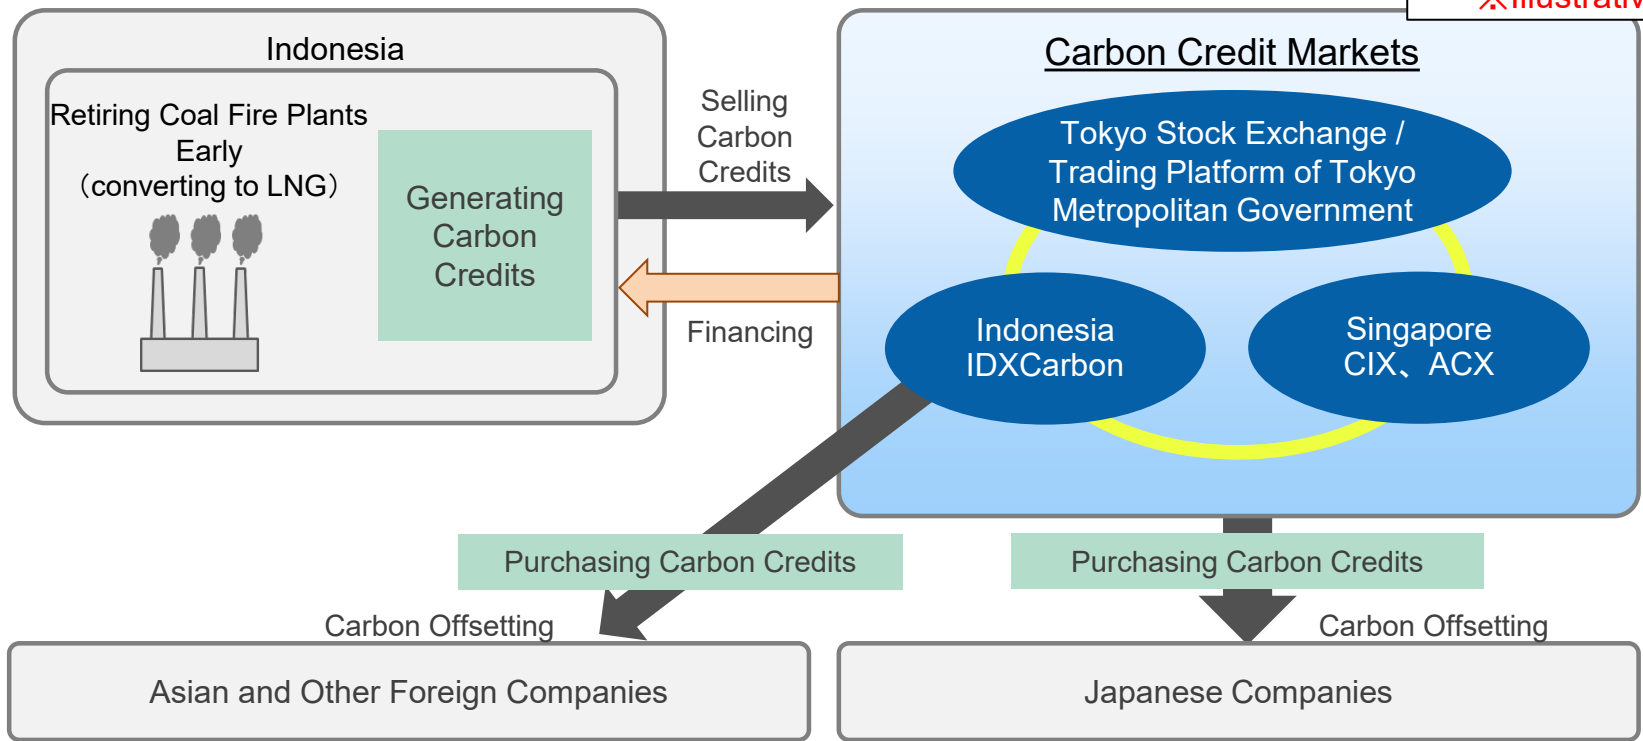 ※Illustrativ
Indonesia
Retiring Coal Fire Plants
Early
（converting to LNG）
Generating
Carbon
Credits
Selling
Carbon
Credits
Financing
Carbon Credit Markets
Tokyo Stock Exchange /
Trading Platform of Tokyo
Metropolitan Government
Indonesia
IDXCarbon
Singapore
CIX、ACX
Purchasing Carbon Credits
Purchasing Carbon Credits
Carbon Offsetting
Carbon Offsetting
Asian and Other Foreign Companies
Japanese Companies